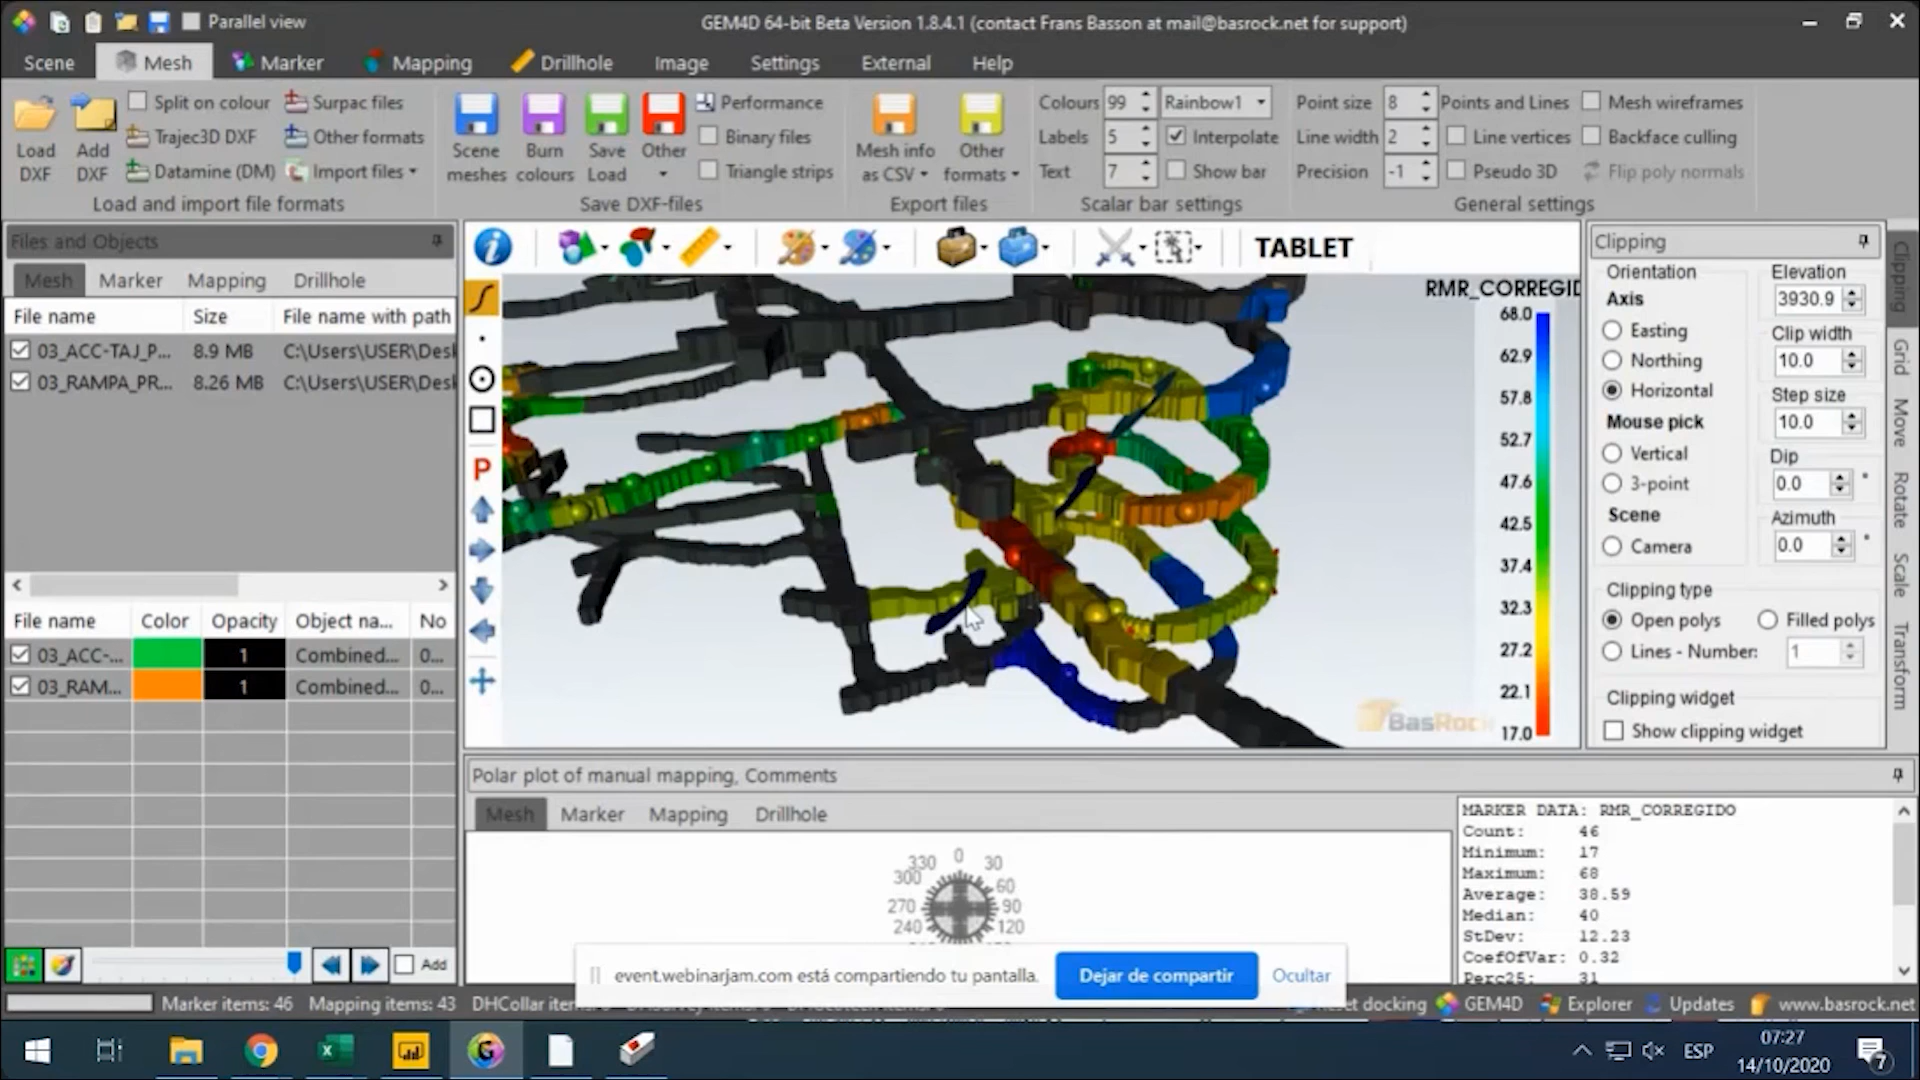 Parallel view
GEM4D 64-bit Beta Version 1.8.4.1 (contact Frans Basson at mail@basrock.net for support)
Scene Mesh Marker Mapping Drillhole Image Settings External Help
Load DXF
Add DXF
Split on colour
Trajec3D DXF
Datamine (DM)
Surpac files
Other formats
Import files
Load and import file formats
Scene meshes
Burn colours
Save Load
Other
Performance
Binary files
Triangle strips
Save DXF-files
Mesh info as CSV
Other formats
Export files
Colours 99 Rainbow1
Labels 5 Interpolate
Text 7 Show bar
Scalar bar settings
Point size 8 Points and Lines Mesh wireframes
Line width 2 Line vertices Backface culling
Precision -1 Pseudo 3D Flip poly normals
General settings
Files and Objects
Mesh Marker Mapping Drillhole
File name Size File name with path
03_ACC-TAJ_P... 8.9 MB C:\Users\USER\Desl
03_RAMPA_PR... 8.26 MB C:\Users\USER\Desl
File name Color Opacity Object na... No
03_ACC-... 1 Combined... 0...
03_RAM... 1 Combined... 0...
Add
TABLET
P
RMR_CORREGID
68.0
62.9
57.8
52.7
47.6
42.5
37.4
32.3
27.2
22.1
17.0
BasRock
Clipping
Orientation
Axis
Easting
Northing
Horizontal
Mouse pick
Vertical
3-point
Scene
Camera
Elevation
3930.9
Clip width
10.0
Step size
10.0
Dip
0.0 °
Azimuth
0.0 °
Clipping type
Open polys Filled polys
Lines - Number: 1
Clipping widget
Show clipping widget
Clipping
Grid
Move
Rotate
Scale
Transform
Polar plot of manual mapping, Comments
Mesh Marker Mapping Drillhole
0
330 30
300 60
270 90
240 120
MARKER DATA: RMR_CORREGIDO
Count: 46
Minimum: 17
Maximum: 68
Average: 38.59
Median: 40
StDev: 12.23
CoefOfVar: 0.32
Perc25: 31
event.webinarjam.com está compartiendo tu pantalla. Dejar de compartir Ocultar
Marker items: 46 Mapping items: 43 docking GEM4D Explorer Updates www.basrock.net
ESP
07:27
14/10/2020
7